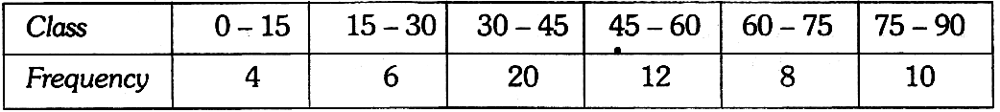 Class 0 – 15 15 – 30 30 – 45 45 – 60 60 – 75 75 – 90
Frequency 4 6 20 12 8 10